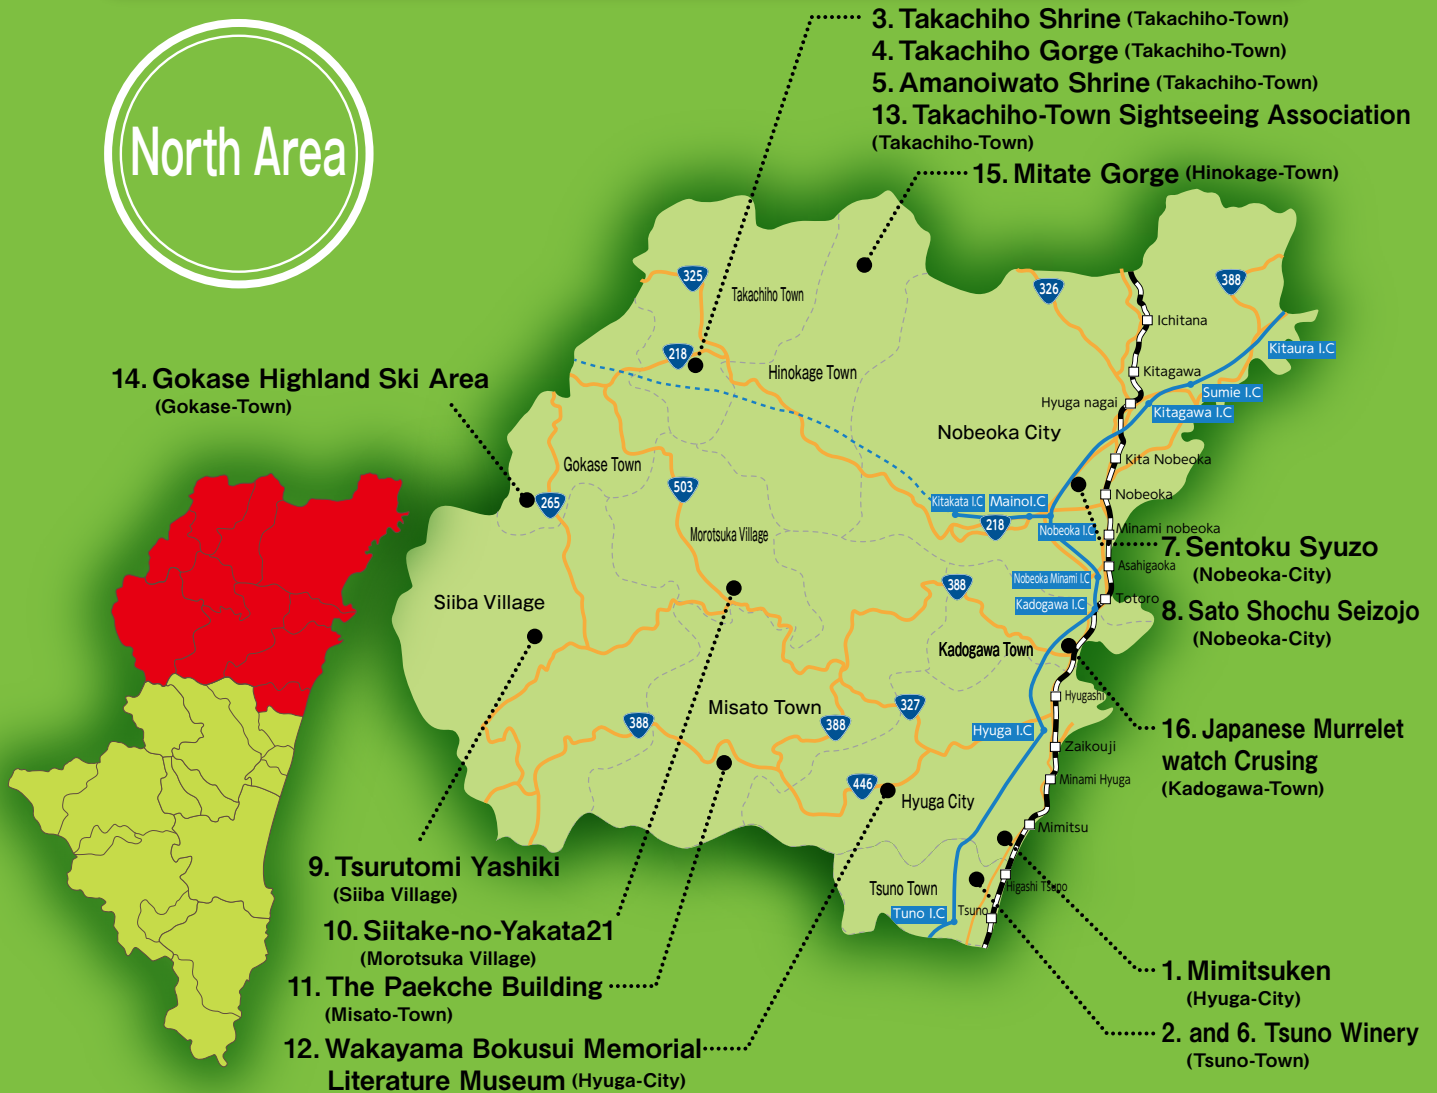 North Area
3. Takachiho Shrine (Takachiho-Town)
4. Takachiho Gorge (Takachiho-Town)
5. Amanoiwato Shrine (Takachiho-Town)
13. Takachiho-Town Sightseeing Association
(Takachiho-Town)
15. Mitate Gorge (Hinokage-Town)
14. Gokase Highland Ski Area
(Gokase-Town)
325
Takachiho Town
218
Hinokage Town
326
388
Ichitana
Kitaura I.C
Kitagawa
Sumie I.C
Hyuga nagai
Kitagawa I.C
Nobeoka City
Kita Nobeoka
Gokase Town
265
503
Nobeoka
Kitakata I.C
MainoI.C
218
Nobeoka I.C
Minami nobeoka
Morotsuka Village
Asahigaoka
Nobeoka Minami I.C
388
Kadogawa I.C
Totoro
Siiba Village
Kadogawa Town
Hyugashi
Misato Town
327
388
388
Hyuga I.C
Zaikouji
Minami Hyuga
446
Hyuga City
Mimitsu
Tsuno Town
Higashi Tsuno
Tuno I.C
Tsuno
7. Sentoku Syuzo
(Nobeoka-City)
8. Sato Shochu Seizojo
(Nobeoka-City)
16. Japanese Murrelet
watch Crusing
(Kadogawa-Town)
9. Tsurutomi Yashiki
(Siiba Village)
10. Siitake-no-Yakata21
(Morotsuka Village)
11. The Paekche Building
(Misato-Town)
12. Wakayama Bokusui Memorial
Literature Museum (Hyuga-City)
1. Mimitsuken
(Hyuga-City)
2. and 6. Tsuno Winery
(Tsuno-Town)